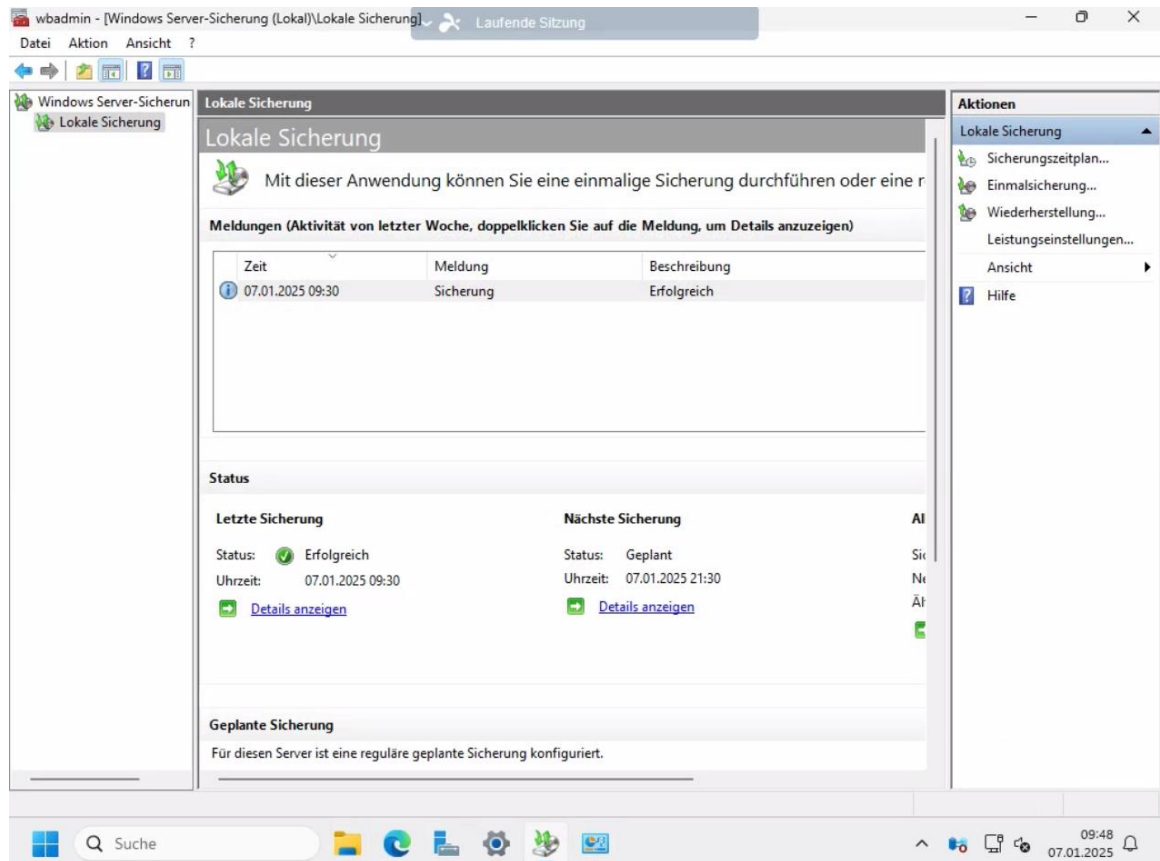 wbadmin - [Windows Server-Sicherung (Lokal)\Lokale Sicherung]
Laufende Sitzung
Datei Aktion Ansicht ?
Windows Server-Sicherun
Lokale Sicherung
Lokale Sicherung
Lokale Sicherung
Mit dieser Anwendung können Sie eine einmalige Sicherung durchführen oder eine r
Meldungen (Aktivität von letzter Woche, doppelklicken Sie auf die Meldung, um Details anzuzeigen)
Zeit Meldung Beschreibung
07.01.2025 09:30 Sicherung Erfolgreich
Status
Letzte Sicherung Nächste Sicherung Al
Status: Erfolgreich Status: Geplant Sic
Uhrzeit: 07.01.2025 09:30 Uhrzeit: 07.01.2025 21:30 Ne
Details anzeigen Details anzeigen Äl
Geplante Sicherung
Für diesen Server ist eine reguläre geplante Sicherung konfiguriert.
Aktionen
Lokale Sicherung
Sicherungszeitplan...
Einmalsicherung...
Wiederherstellung...
Leistungseinstellungen...
Ansicht
Hilfe
Suche
09:48
07.01.2025